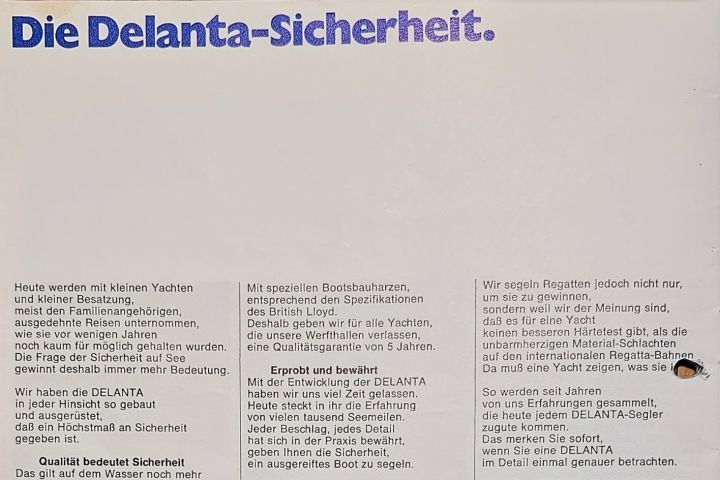 Die Delanta-Sicherheit.
Heute werden mit kleinen Yachten
und kleiner Besatzung,
meist den Familienangehörigen,
ausgedehnte Reisen unternommen,
wie sie vor wenigen Jahren
noch kaum für möglich gehalten wurden.
Die Frage der Sicherheit auf See
gewinnt deshalb immer mehr Bedeutung.
Wir haben die DELANTA
in jeder Hinsicht so gebaut
und ausgerüstet,
daß ein Höchstmaß an Sicherheit
gegeben ist.
Qualität bedeutet Sicherheit
Das gilt auf dem Wasser noch mehr
Mit speziellen Bootsbauharzen,
entsprechend den Spezifikationen
des British Lloyd.
Deshalb geben wir für alle Yachten,
die unsere Werfthallen verlassen,
eine Qualitätsgarantie von 5 Jahren.
Erprobt und bewährt
Mit der Entwicklung der DELANTA
haben wir uns viel Zeit gelassen.
Heute steckt in ihr die Erfahrung
von vielen tausend Seemeilen.
Jeder Beschlag, jedes Detail
hat sich in der Praxis bewährt,
geben Ihnen die Sicherheit,
ein ausgereiftes Boot zu segeln.
Wir segeln Regatten jedoch nicht nur,
um sie zu gewinnen,
sondern weil wir der Meinung sind,
daß es für eine Yacht
keinen besseren Härtetest gibt, als die
unbarmherzigen Material-Schlachten
auf den internationalen Regatta-Bahnen
Da muß eine Yacht zeigen, was sie
So werden seit Jahren
von uns Erfahrungen gesammelt,
die heute jedem DELANTA-Segler
zugute kommen.
Das merken Sie sofort,
wenn Sie eine DELANTA
im Detail einmal genauer betrachten.